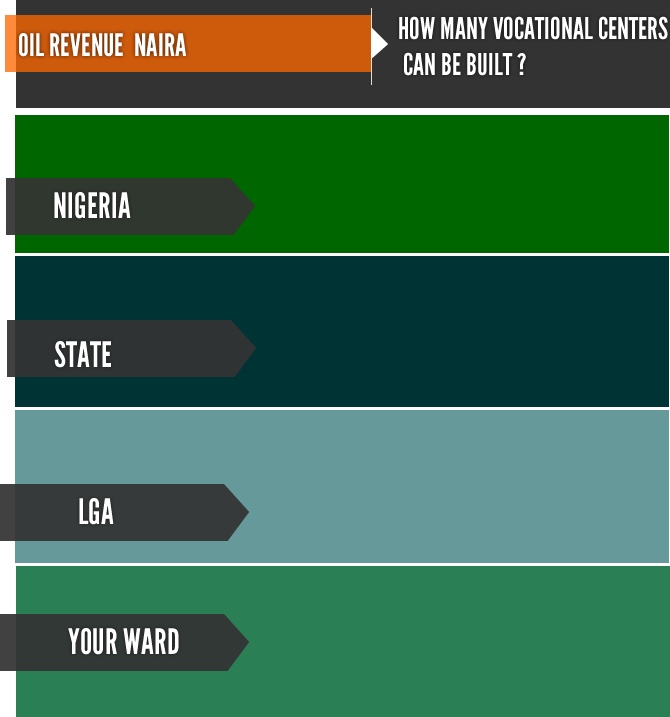 OIL REVENUE NAIRA
HOW MANY VOCATIONAL CENTERS
CAN BE BUILT ?
NIGERIA
STATE
LGA
YOUR WARD